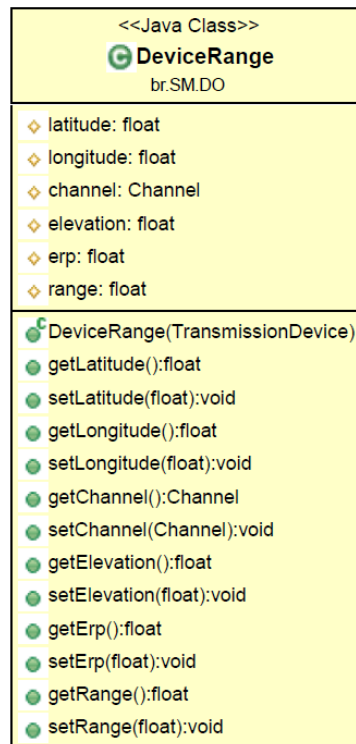 <<Java Class>>
C DeviceRange
br.SM.DO
latitude: float
longitude: float
channel: Channel
elevation: float
erp: float
range: float
C DeviceRange(TransmissionDevice)
getLatitude():float
setLatitude(float):void
getLongitude():float
setLongitude(float):void
getChannel():Channel
setChannel(Channel):void
getElevation():float
setElevation(float):void
getErp():float
setErp(float):void
getRange():float
setRange(float):void